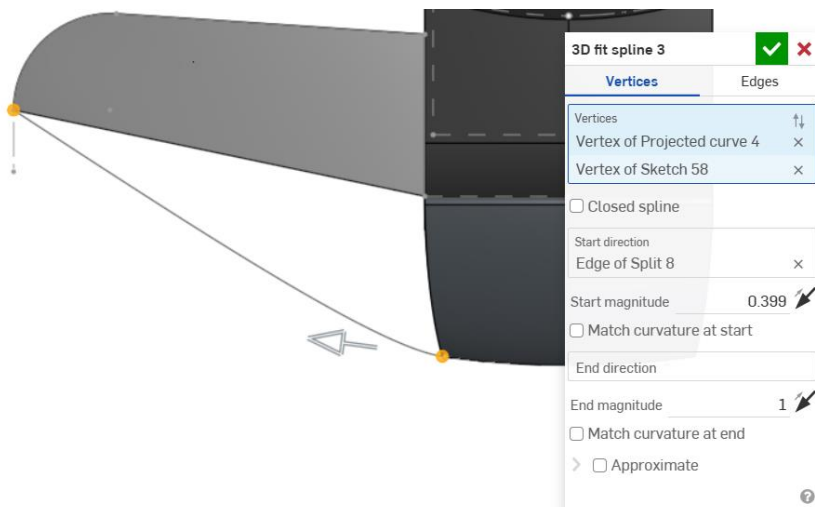 3D fit spline 3
Vertices Edges
Vertices
Vertex of Projected curve 4
Vertex of Sketch 58
Closed spline
Start direction
Edge of Split 8
Start magnitude 0.399
Match curvature at start
End direction
End magnitude 1
Match curvature at end
Approximate